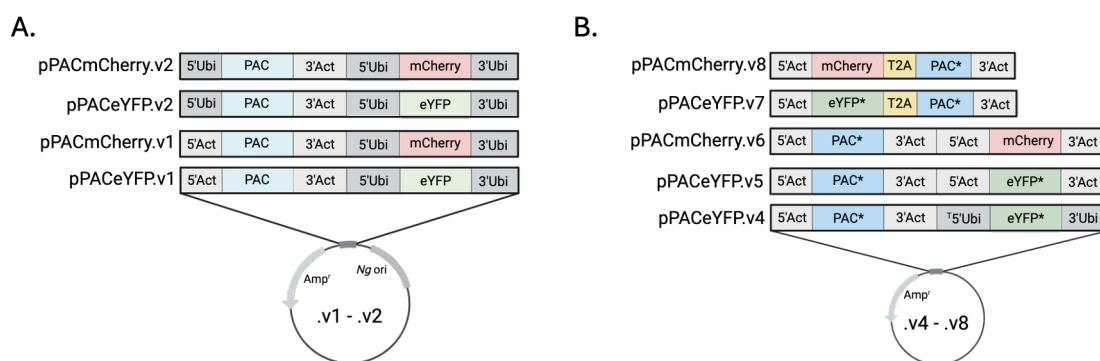 A.
pPACmCherry.v2 5'Ubi PAC 3'Act 5'Ubi mCherry 3'Ubi
pPACeYFP.v2 5'Ubi PAC 3'Act 5'Ubi eYFP 3'Ubi
pPACmCherry.v1 5'Act PAC 3'Act 5'Ubi mCherry 3'Ubi
pPACeYFP.v1 5'Act PAC 3'Act 5'Ubi eYFP 3'Ubi
Ampʳ Ng ori
.v1 - .v2
B.
pPACmCherry.v8 5'Act mCherry T2A PAC* 3'Act
pPACeYFP.v7 5'Act eYFP* T2A PAC* 3'Act
pPACmCherry.v6 5'Act PAC* 3'Act 5'Act mCherry 3'Act
pPACeYFP.v5 5'Act PAC* 3'Act 5'Act eYFP* 3'Act
pPACeYFP.v4 5'Act PAC* 3'Act ᵀ5'Ubi eYFP* 3'Ubi
Ampʳ
.v4 - .v8